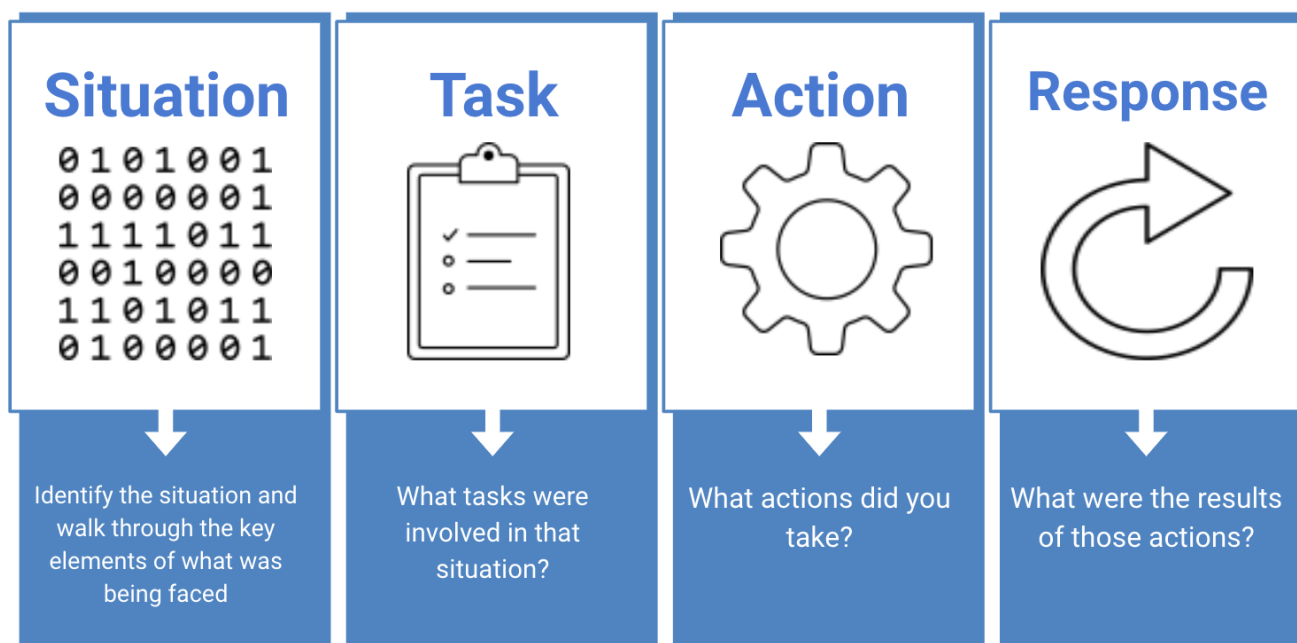 Situation
0101001
0000001
1111011
0010000
1101011
0100001
Identify the situation and
walk through the key
elements of what was
being faced
Task
What tasks were
involved in that
situation?
Action
What actions did you
take?
Response
What were the results
of those actions?